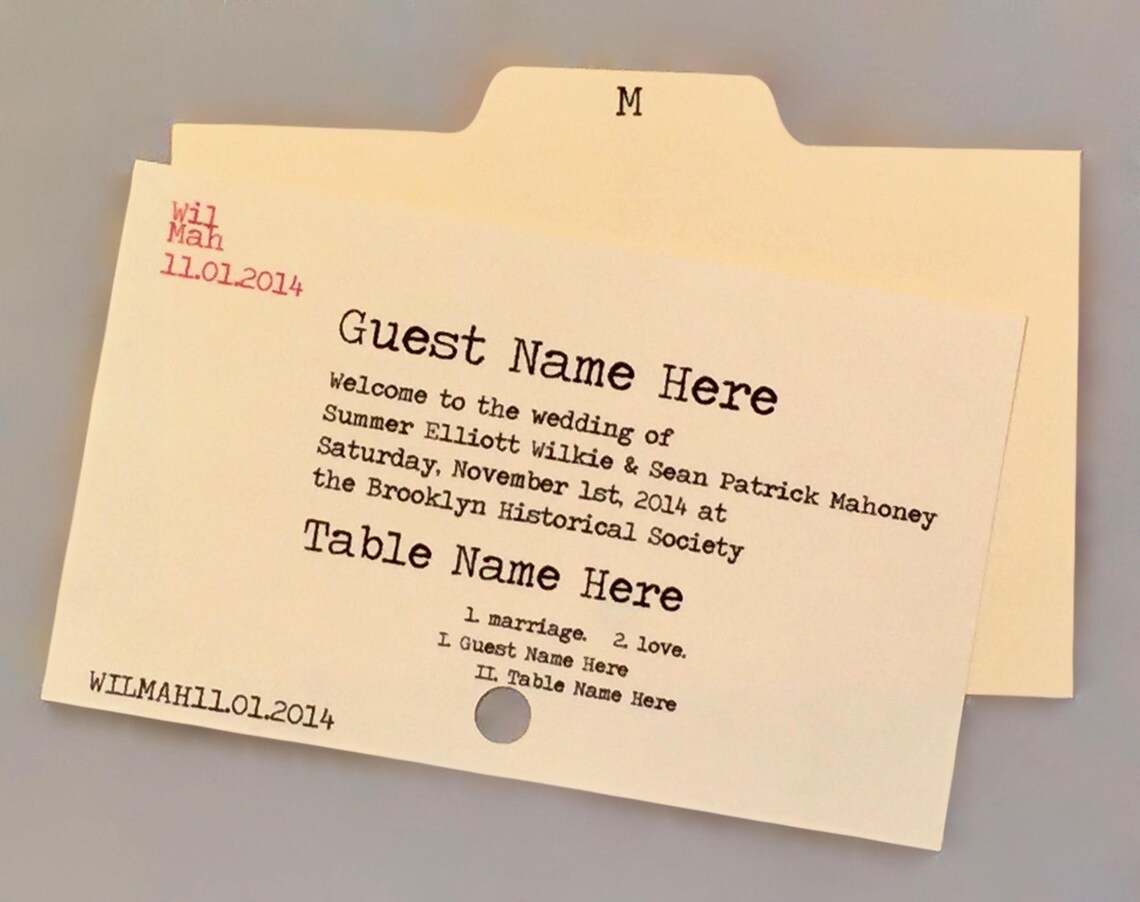 M
Wil
Mah
11.01.2014
Guest Name Here
Welcome to the wedding of
Summer Elliott Wilkie & Sean Patrick Mahoney
Saturday, November 1st, 2014 at
the Brooklyn Historical Society
Table Name Here
1. marriage. 2. love.
I. Guest Name Here
II. Table Name Here
WILMAH11.01.2014